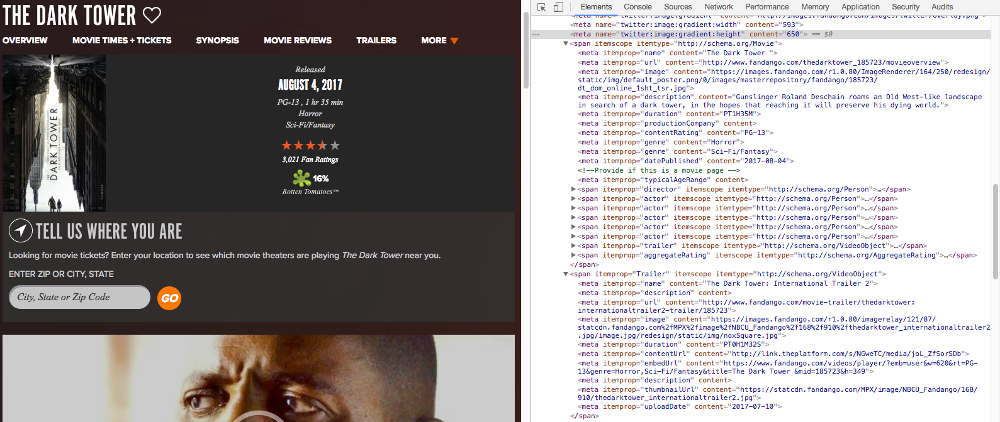 THE DARK TOWER
OVERVIEW MOVIE TIMES + TICKETS SYNOPSIS MOVIE REVIEWS TRAILERS MORE
DARK TOWER
Released
AUGUST 4, 2017
PG-13 , 1 hr 35 min
Horror
Sci-Fi/Fantasy
3,021 Fan Ratings
16%
Rotten Tomatoes™
TELL US WHERE YOU ARE
Looking for movie tickets? Enter your location to see which movie theaters are playing The Dark Tower near you.
ENTER ZIP OR CITY, STATE
City, State or Zip Code
GO
Elements Console Sources Network Performance Memory Application Security Audits
<meta name="twitter:image:gradient" content="http://images.fandango.com/images/twitter/overlay.png">
<meta name="twitter:image:gradient:width" content="593">
<meta name="twitter:image:gradient:height" content="650"> == $0
<span itemscope itemtype="http://schema.org/Movie">
<meta itemprop="name" content="The Dark Tower ">
<meta itemprop="url" content="http://www.fandango.com/thedarktower_185723/movieoverview">
<meta itemprop="image" content="https://images.fandango.com/r1.0.80/ImageRenderer/164/250/redesign/
static/img/default_poster.png/0/images/masterrepository/fandango/185723/
dt_dom_online_1sht_tsr.jpg">
<meta itemprop="description" content="Gunslinger Roland Deschain roams an Old West-like landscape
in search of a dark tower, in the hopes that reaching it will preserve his dying world.">
<meta itemprop="duration" content="PT1H35M">
<meta itemprop="productionCompany" content>
<meta itemprop="contentRating" content="PG-13">
<meta itemprop="genre" content="Horror">
<meta itemprop="genre" content="Sci-Fi/Fantasy">
<meta itemprop="datePublished" content="2017-08-04">
<!--Provide if this is a movie page -->
<meta itemprop="typicalAgeRange" content>
<span itemprop="director" itemscope itemtype="http://schema.org/Person">…</span>
<span itemprop="actor" itemscope itemtype="http://schema.org/Person">…</span>
<span itemprop="actor" itemscope itemtype="http://schema.org/Person">…</span>
<span itemprop="actor" itemscope itemtype="http://schema.org/Person">…</span>
<span itemprop="actor" itemscope itemtype="http://schema.org/Person">…</span>
<span itemprop="actor" itemscope itemtype="http://schema.org/Person">…</span>
<span itemprop="trailer" itemscope itemtype="http://schema.org/VideoObject">…</span>
<span itemprop="aggregateRating" itemscope itemtype="http://schema.org/AggregateRating">…</span>
</span>
<span itemprop="Trailer" itemscope itemtype="http://schema.org/VideoObject">
<meta itemprop="name" content="The Dark Tower: International Trailer 2">
<meta itemprop="description" content>
<meta itemprop="url" content="http://www.fandango.com/movie-trailer/thedarktower:
internationaltrailer2-trailer/185723">
<meta itemprop="image" content="https://images.fandango.com/r1.0.80/imagerelay/121/87/
statcdn.fandango.com%2fMPX%2fimage%2fNBCU_Fandango%2f168%2f910%2fthedarktower_internationaltrailer2
.jpg/image.jpg/redesign/static/img/noxSquare.jpg">
<meta itemprop="duration" content="PT0H1M32S">
<meta itemprop="contentUrl" content="http://link.theplatform.com/s/NGweTC/media/joL_ZfSorSDb">
<meta itemprop="embedUrl" content="https://www.fandango.com/videos/player/?emb=user&w=620&rt=PG-
13&genre=Horror,Sci-Fi/Fantasy&title=The Dark Tower &mid=185723&h=349">
<meta itemprop="description" content>
<meta itemprop="thumbnailUrl" content="https://statcdn.fandango.com/MPX/image/NBCU_Fandango/168/
910/thedarktower_internationaltrailer2.jpg">
<meta itemprop="uploadDate" content="2017-07-10">
</span>